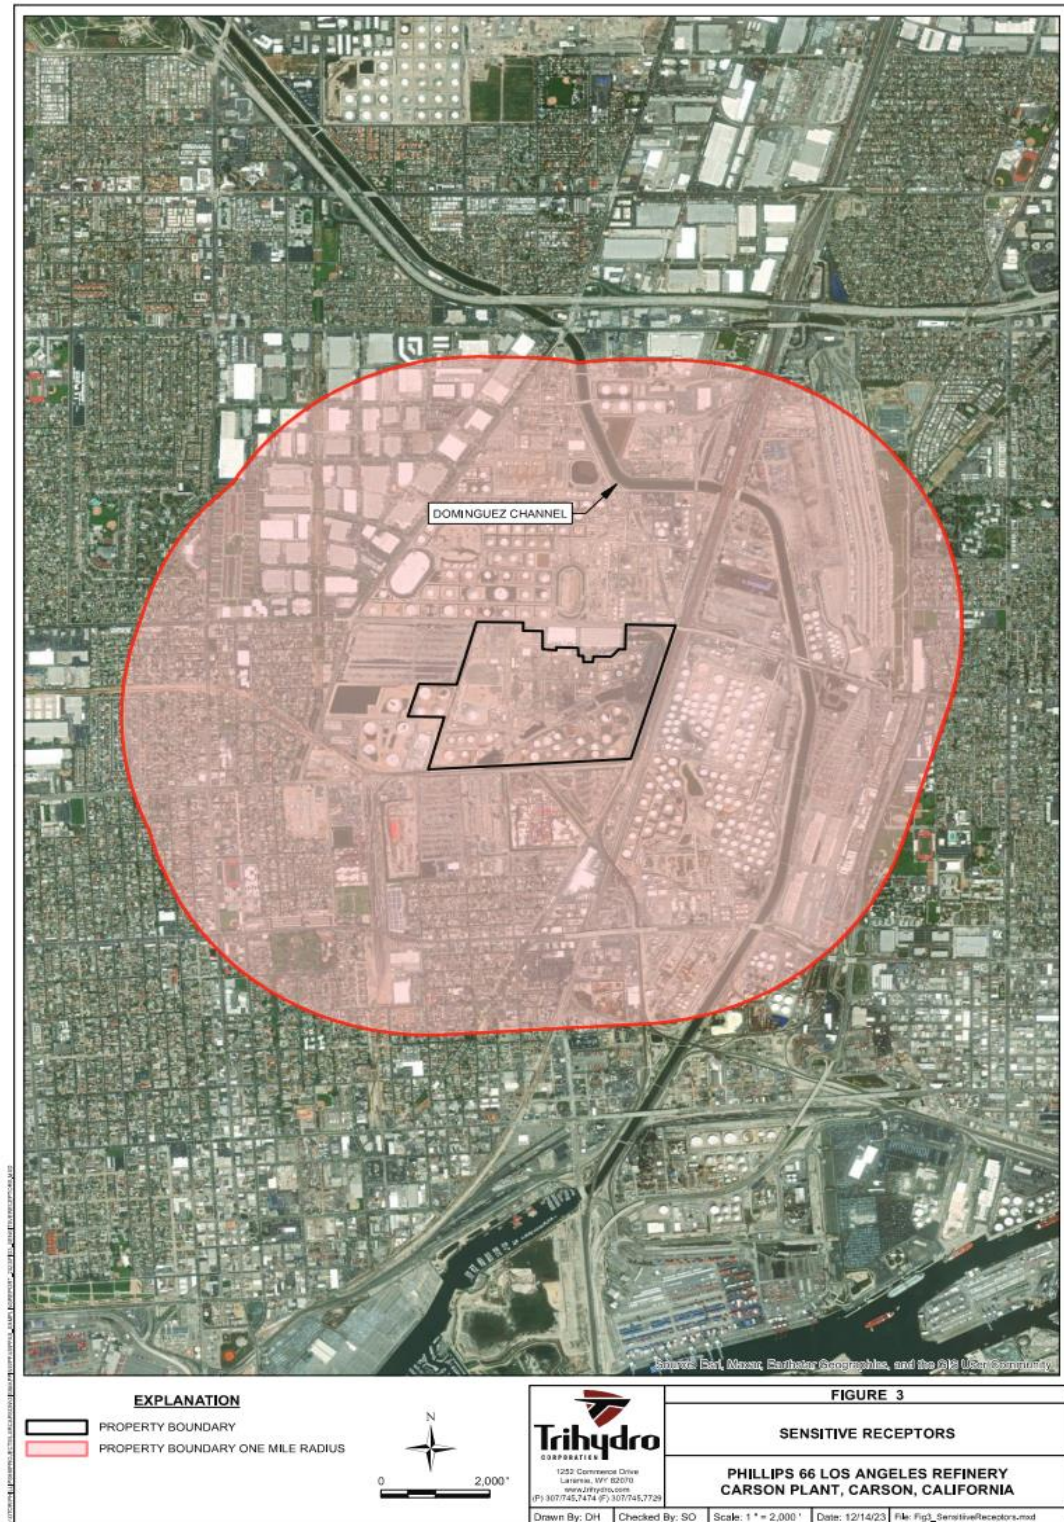 DOMINGUEZ CHANNEL
Source: Esri, Maxar, Earthstar Geographics, and the GIS User Community
EXPLANATION
PROPERTY BOUNDARY
PROPERTY BOUNDARY ONE MILE RADIUS
N
0 2,000'
Trihydro
CORPORATION
1252 Commerce Drive
Laramie, WY 82070
www.trihydro.com
(P) 307/745.7474 (F) 307/745.7729
FIGURE 3
SENSITIVE RECEPTORS
PHILLIPS 66 LOS ANGELES REFINERY
CARSON PLANT, CARSON, CALIFORNIA
Drawn By: DH Checked By: SO Scale: 1 " = 2,000 ' Date: 12/14/23 File: Fig3_SensitiveReceptors.mxd